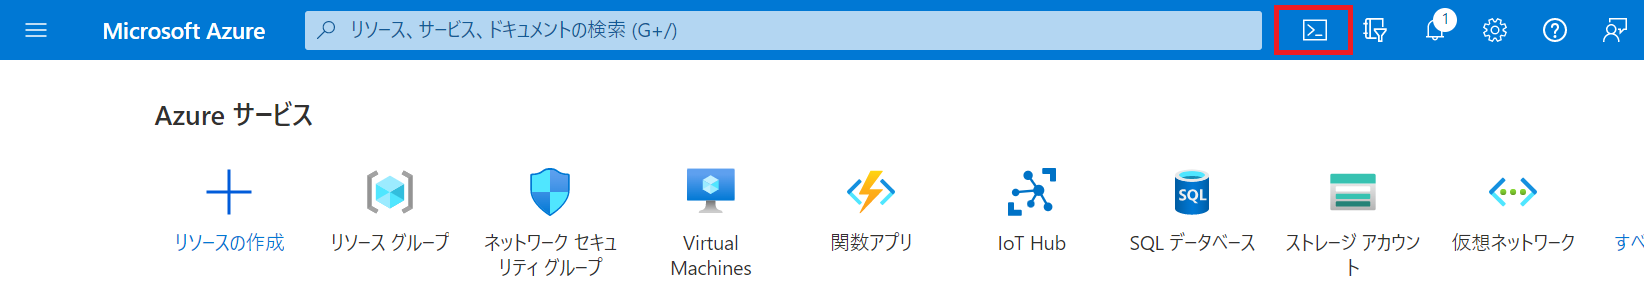 Microsoft Azure
リソース、サービス、ドキュメントの検索 (G+/)
1
Azure サービス
リソースの作成
リソース グループ
ネットワーク セキュ
リティ グループ
Virtual
Machines
関数アプリ
IoT Hub
SQL
SQL データベース
ストレージ アカウン
ト
仮想ネットワーク
すべ